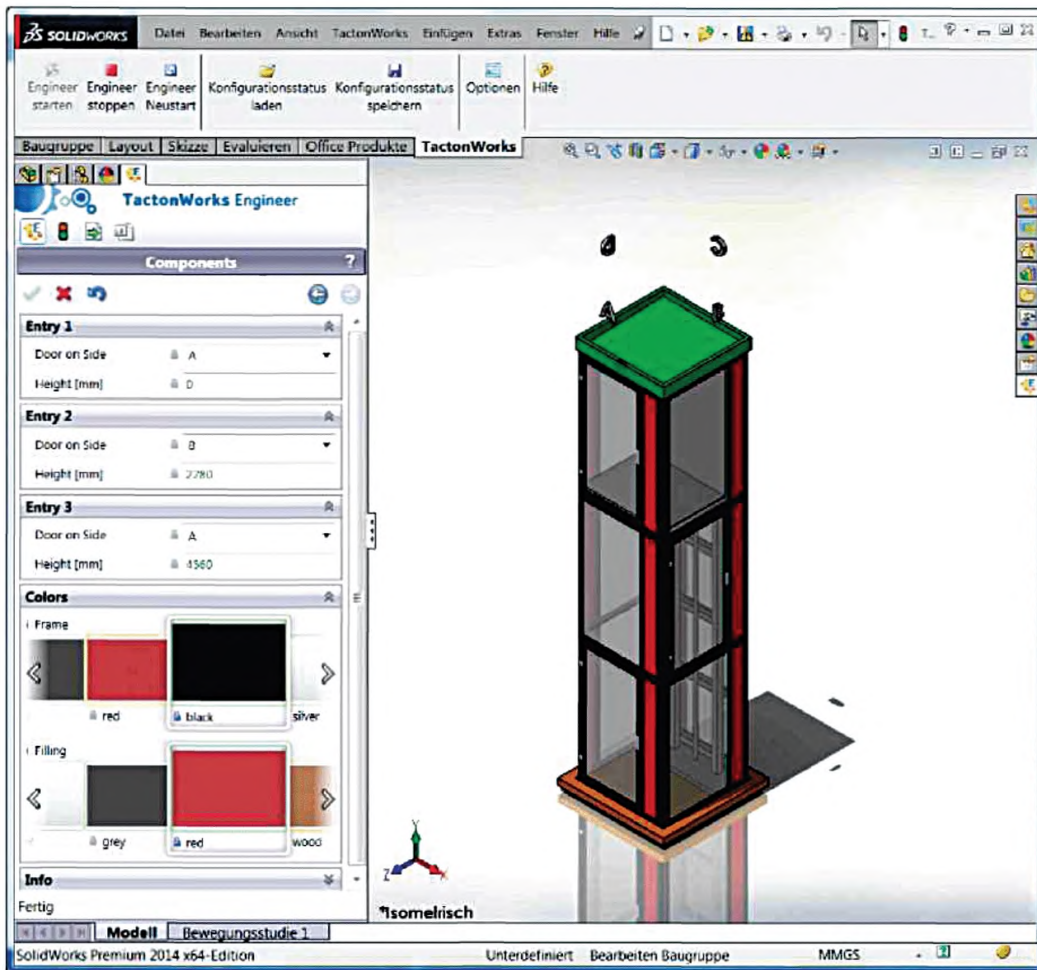 SOLIDWORKS Datei Bearbeiten Ansicht TactonWorks Einfügen Extras Fenster Hilfe
Engineer starten
Engineer stoppen
Engineer Neustart
Konfigurationsstatus laden
Konfigurationsstatus speichern
Optionen
Hilfe
Baugruppe Layout Skizze Evaluieren Office Produkte TactonWorks
TactonWorks Engineer
Components ?
Entry 1
Door on Side A
Height [mm] 0
Entry 2
Door on Side B
Height [mm] 2280
Entry 3
Door on Side A
Height [mm] 4560
Colors
Frame
red black silver
Filling
grey red wood
Info
Fertig
A B
Y
Z X
*Isometrisch
Modell Bewegungsstudie 1
SolidWorks Premium 2014 x64-Edition Unterdefiniert Bearbeiten Baugruppe MMGS